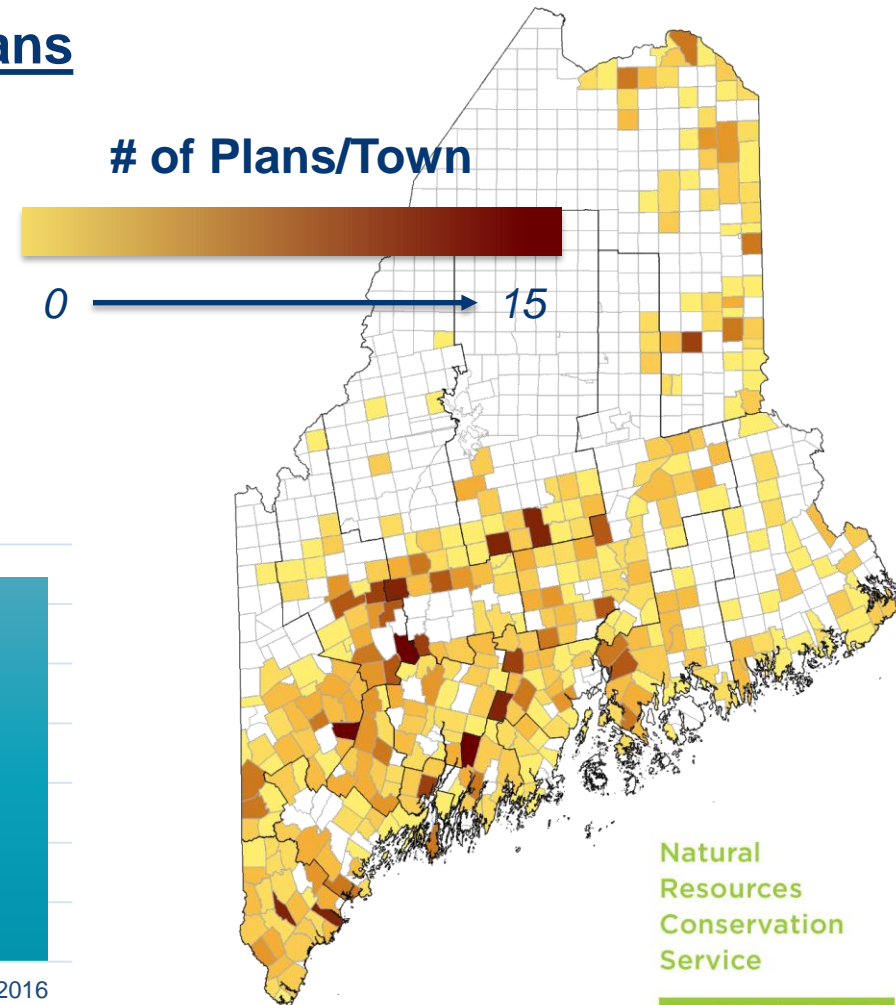 ans
# of Plans/Town
0
15
Natural
Resources
Conservation
Service
2016